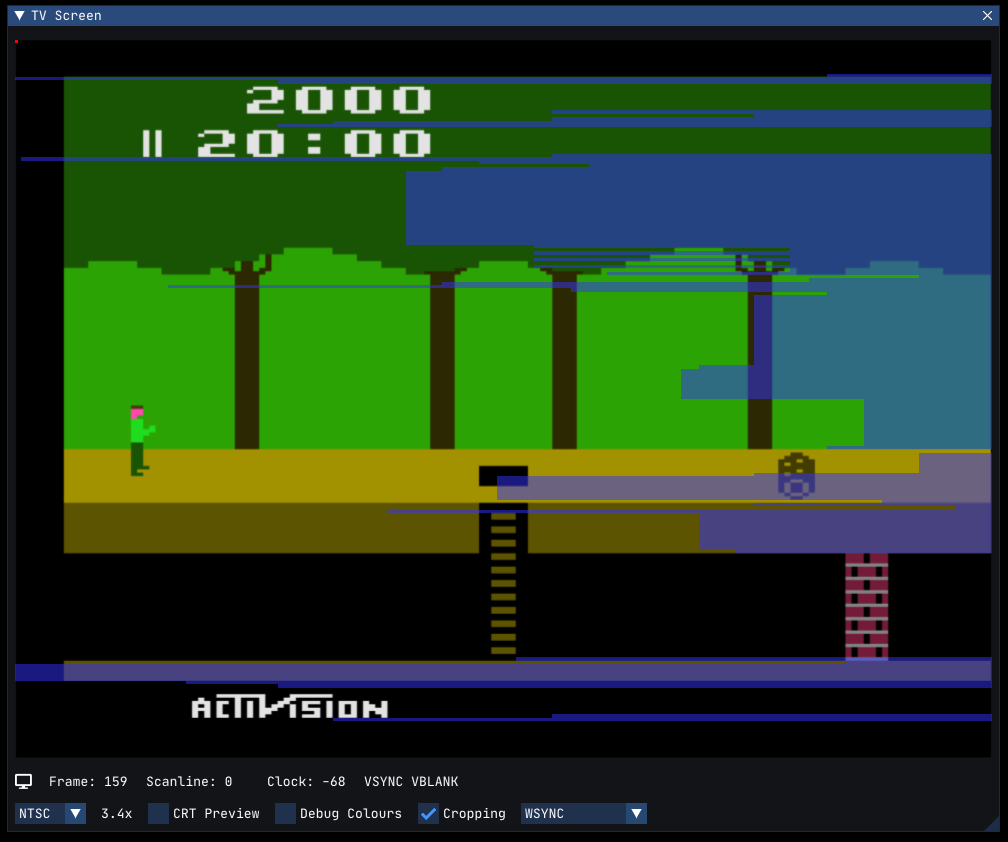 TV Screen
2000
20:00
ACTIVISION
Frame: 159 Scanline: 0 Clock: -68 VSYNC VBLANK
NTSC 3.4x CRT Preview Debug Colours Cropping WSYNC